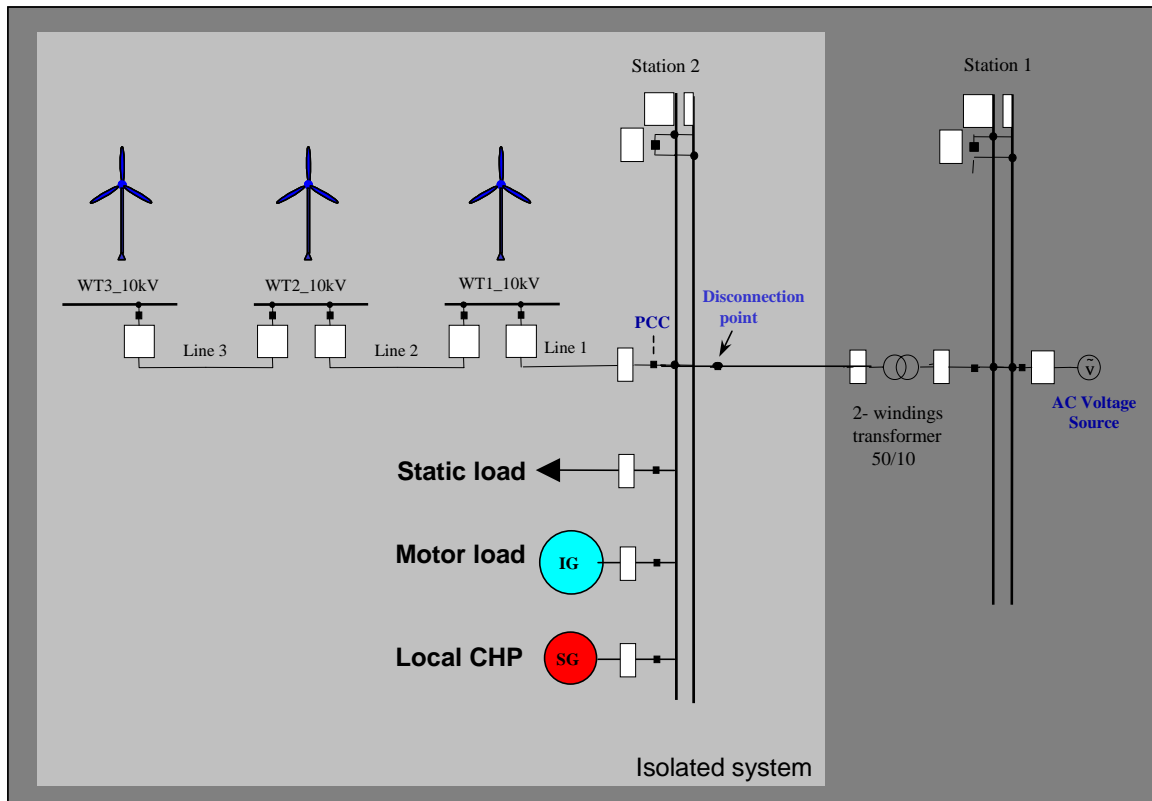 Station 2
Station 1
WT3_10kV
WT2_10kV
WT1_10kV
Disconnection
point
PCC
Line 3
Line 2
Line 1
ṽ
AC Voltage
Source
2- windings
transformer
50/10
Static load
Motor load
IG
Local CHP
SG
Isolated system